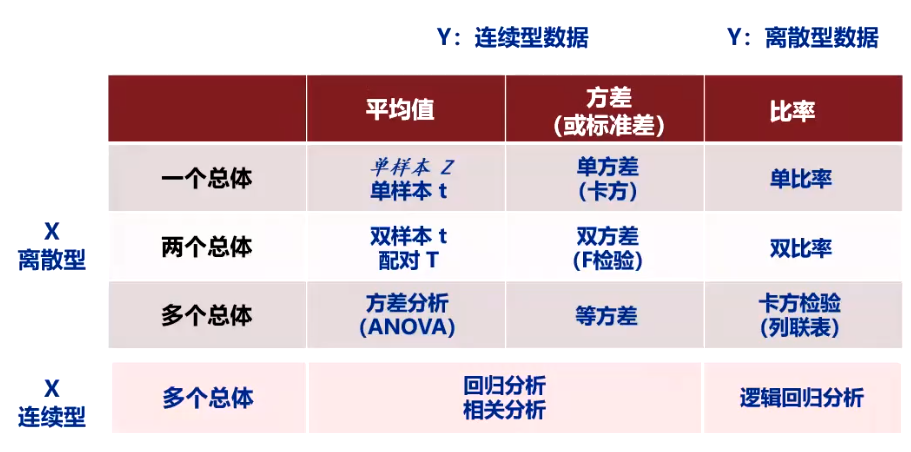 Y：连续型数据
Y：离散型数据
平均值
方差
（或标准差）
比率
一个总体
单样本 Z
单样本 t
单方差
（卡方）
单比率
X
离散型
两个总体
双样本 t
配对 T
双方差
（F检验）
双比率
多个总体
方差分析
（ANOVA）
等方差
卡方检验
（列联表）
X
连续型
多个总体
回归分析
相关分析
逻辑回归分析